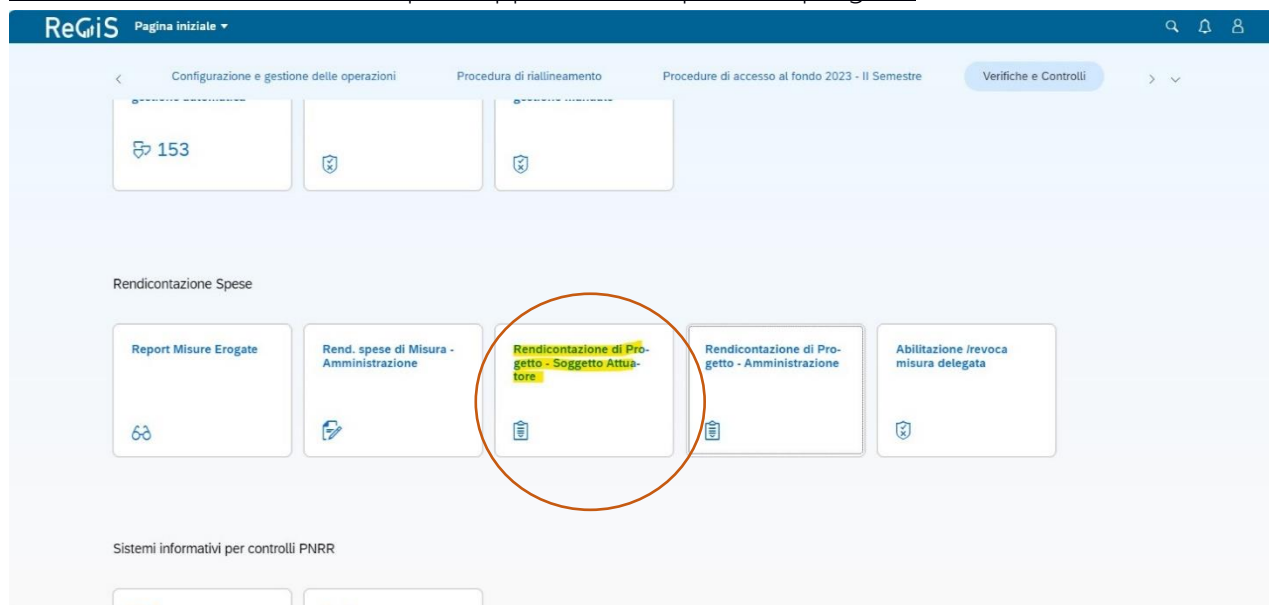 ReGiS Pagina iniziale
Configurazione e gestione delle operazioni Procedura di riallineamento Procedure di accesso al fondo 2023 - II Semestre Verifiche e Controlli
153
Rendicontazione Spese
Report Misure Erogate
Rend. spese di Misura -
Amministrazione
Rendicontazione di Pro-
getto - Soggetto Attua-
tore
Rendicontazione di Pro-
getto - Amministrazione
Abilitazione /revoca
misura delegata
Sistemi informativi per controlli PNRR